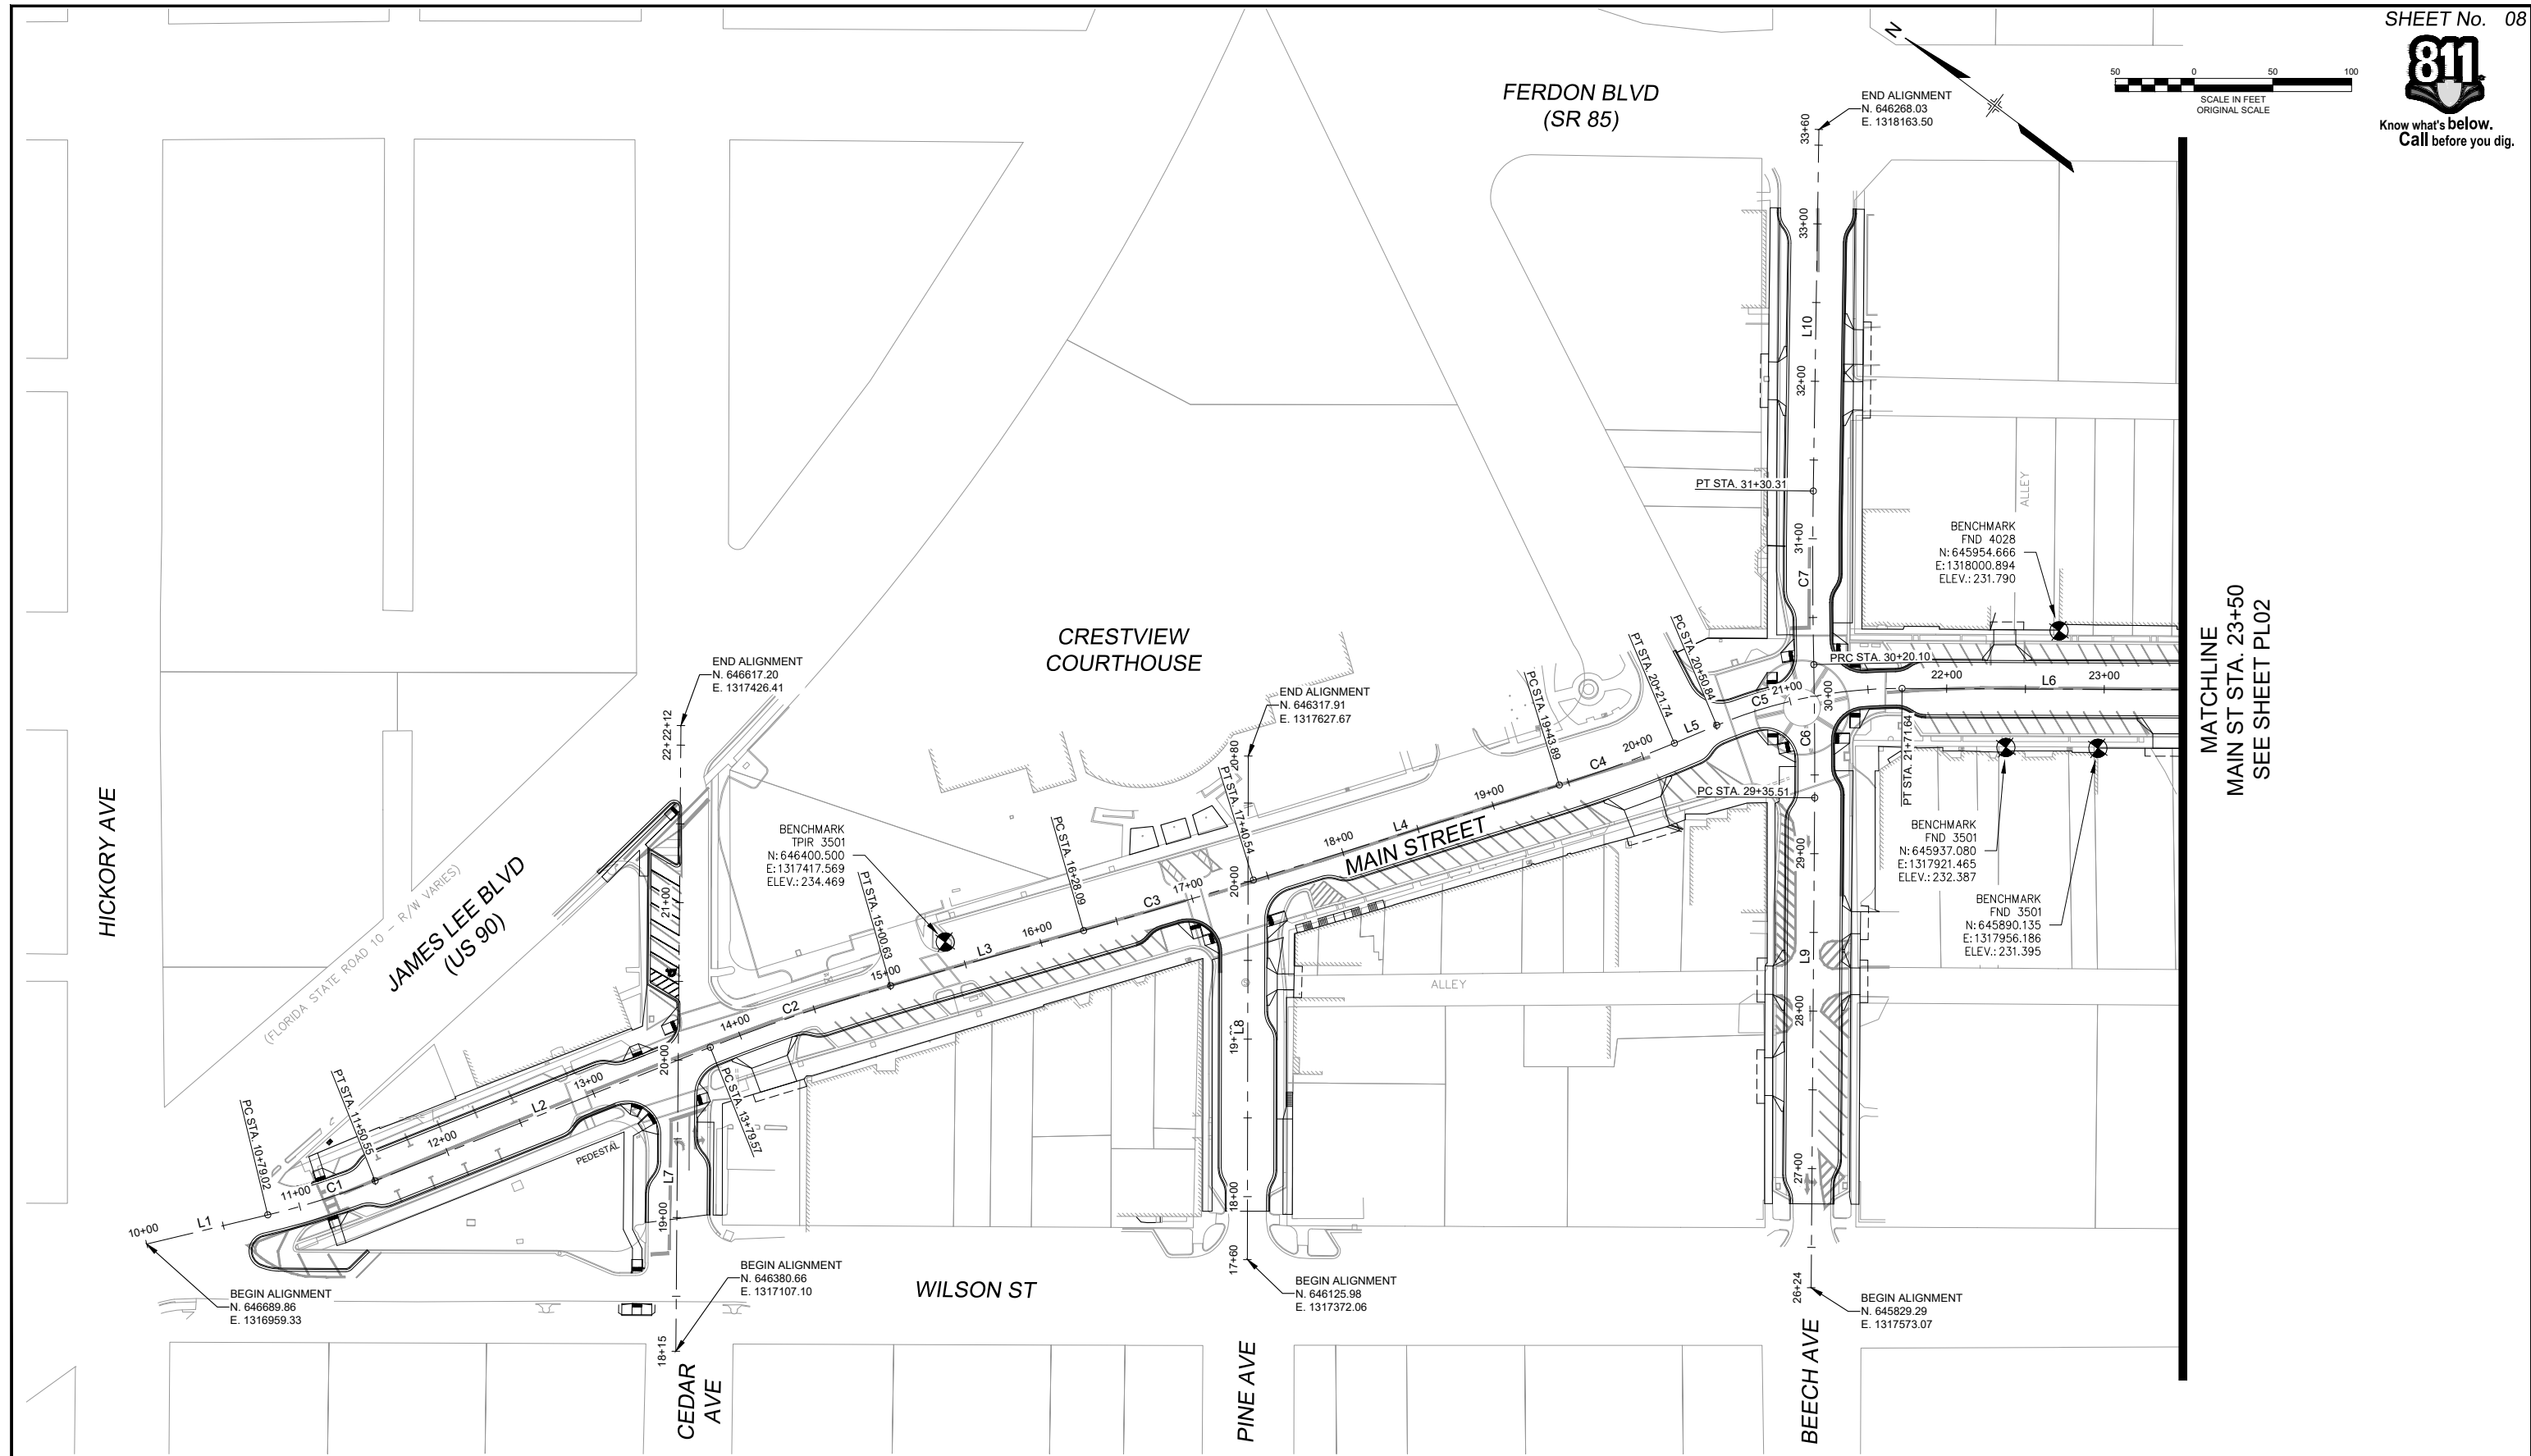 SHEET No. 08
811
Know what's below.
Call before you dig.
N
50 0 50 100
SCALE IN FEET
ORIGINAL SCALE
FERDON BLVD
(SR 85)
END ALIGNMENT
N. 646268.03
E. 1318163.50
33+60
33+00
L10
32+00
PT STA. 31+30.31
31+00
C7
ALLEY
BENCHMARK
FND 4028
N: 645954.666
E: 1318000.894
ELEV.: 231.790
MATCHLINE
MAIN ST STA. 23+50
SEE SHEET PL02
CRESTVIEW
COURTHOUSE
END ALIGNMENT
N. 646617.20
E. 1317426.41
22+22+12
END ALIGNMENT
N. 646317.91
E. 1317627.67
20+80
PT STA. 17+40.54
PC STA. 19+43.89
PT STA. 20+21.74
PC STA. 20+50.84
PRC STA. 30+20.10
21+00
C5
30+00
22+00
L6
23+00
L5
C6
PT STA. 21+71.64
20+00
C4
PC STA. 29+35.51
19+00
L4
18+00
MAIN STREET
HICKORY AVE
BENCHMARK
TPIR 3501
N: 646400.500
E: 1317417.569
ELEV.: 234.469
PT STA. 15+00.63
PC STA. 16+28.09
17+00
C3
20+00
16+00
L3
15+00
29+00
BENCHMARK
FND 3501
N: 645937.080
E: 1317921.465
ELEV.: 232.387
BENCHMARK
FND 3501
N: 645890.135
E: 1317956.186
ELEV.: 231.395
(FLORIDA STATE ROAD 10 – R/W VARIES)
JAMES LEE BLVD
(US 90)
21+00
ALLEY
L9
28+00
C2
14+00
20+00
L8
PC STA. 13+79.57
13+00
L2
12+00
PT STA. 11+50.55
PC STA. 10+79.02
PEDESTAL
L7
19+00
C1
11+00
L1
10+00
27+00
18+00
17+60
26+24
BEGIN ALIGNMENT
N. 646689.86
E. 1316959.33
BEGIN ALIGNMENT
N. 646380.66
E. 1317107.10
WILSON ST
BEGIN ALIGNMENT
N. 646125.98
E. 1317372.06
BEGIN ALIGNMENT
N. 645829.29
E. 1317573.07
18+15
CEDAR
AVE
PINE AVE
BEECH AVE